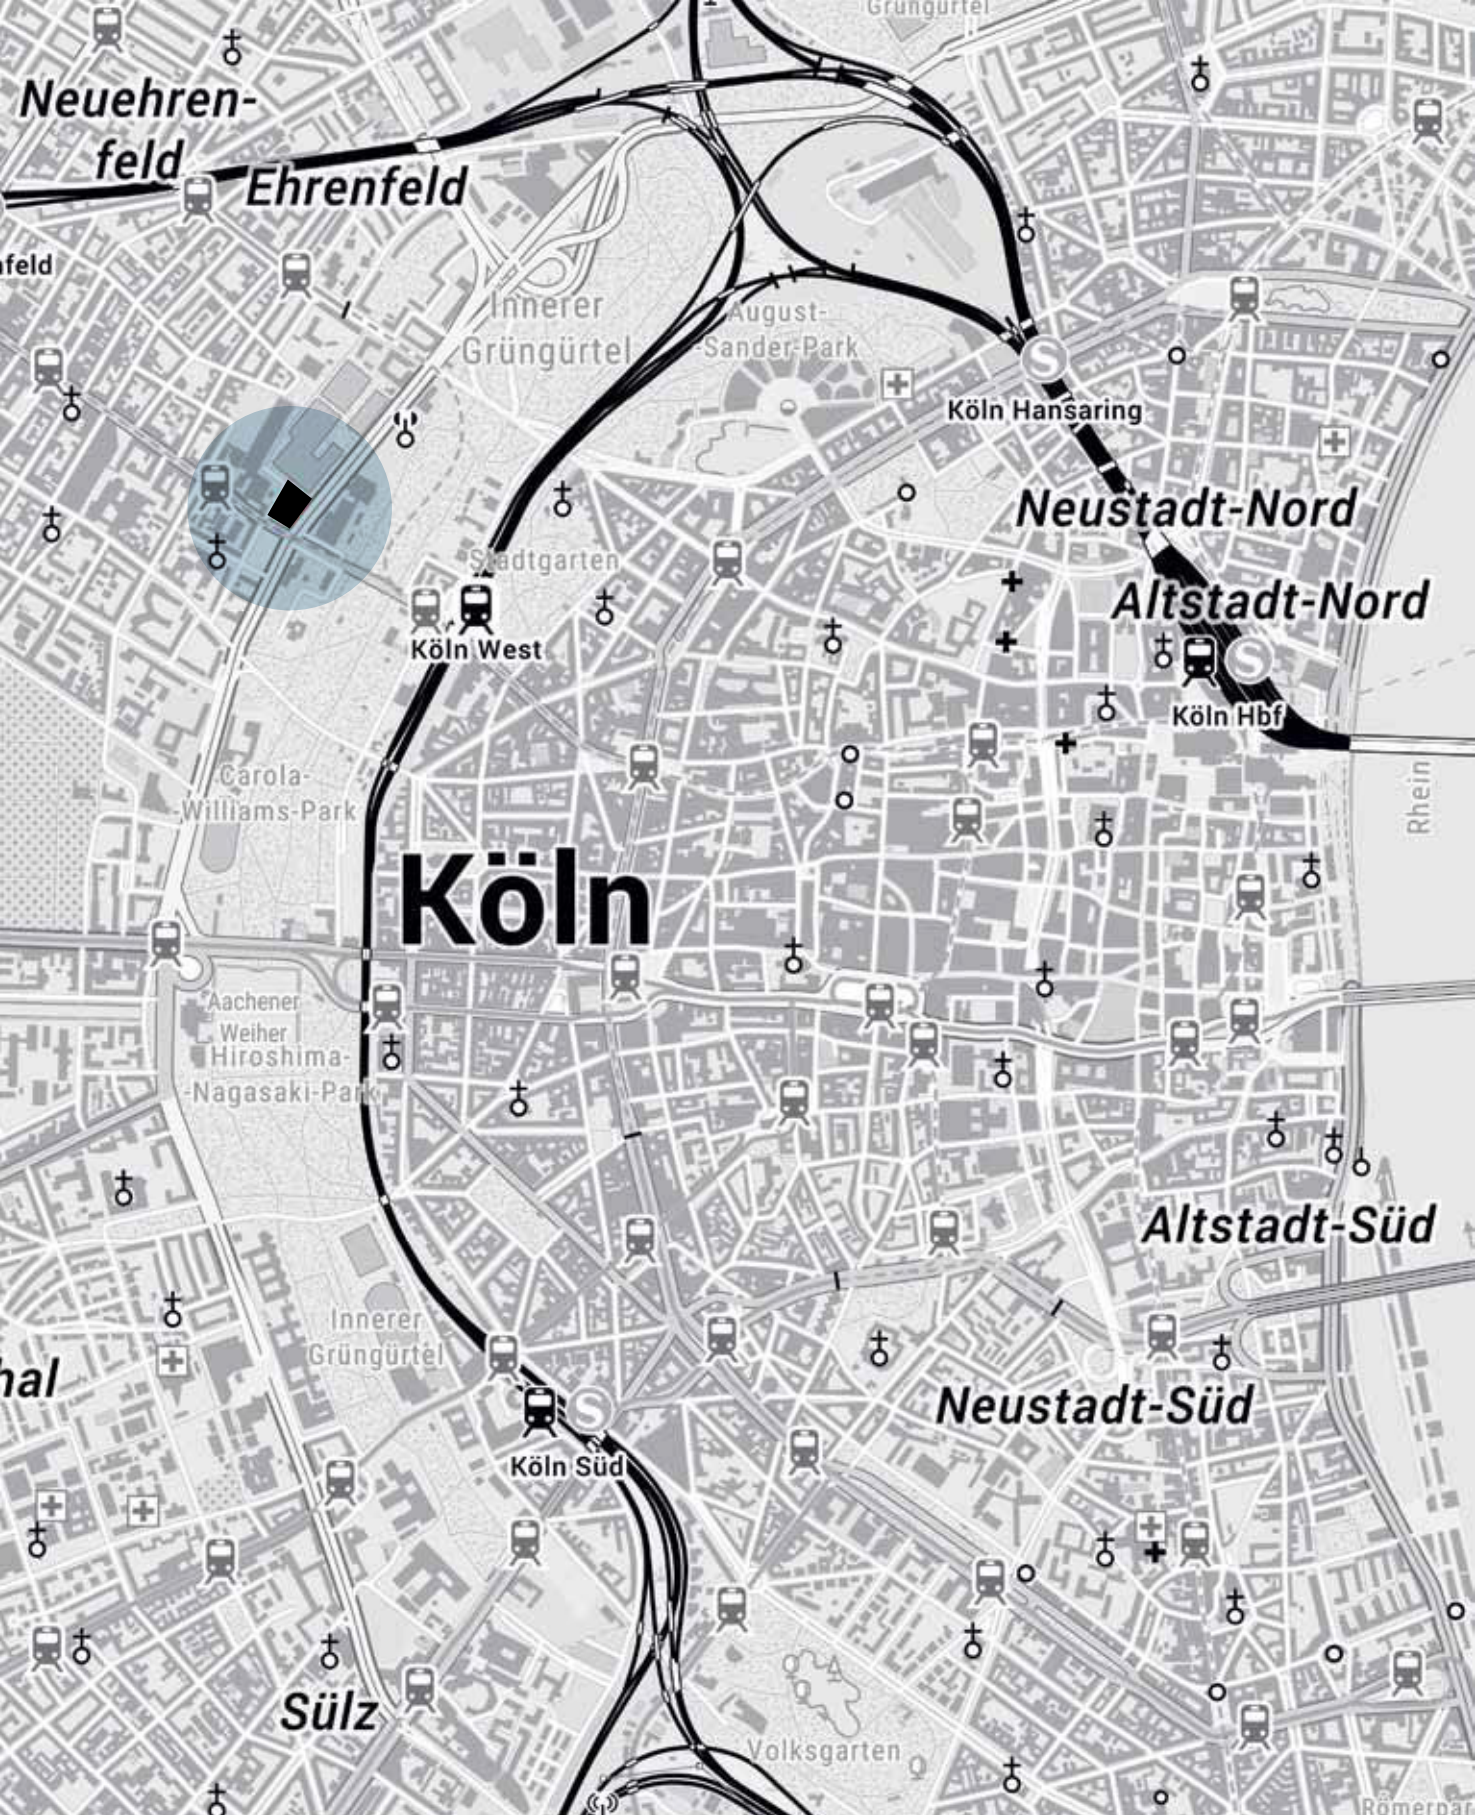 Grüngürtel
Neuehren-
feld
Ehrenfeld
nfeld
Innerer
Grüngürtel
August-
-Sander-Park
S
Köln Hansaring
Neustadt-Nord
Stadtgarten
Altstadt-Nord
Köln West
S
Köln Hbf
Carola-
-Williams-Park
Rhein
Köln
Aachener
Weiher
Hiroshima-
-Nagasaki-Park
Altstadt-Süd
Innerer
Grüngürtel
hal
Neustadt-Süd
S
Köln Süd
Sülz
Volksgarten
Römerpar